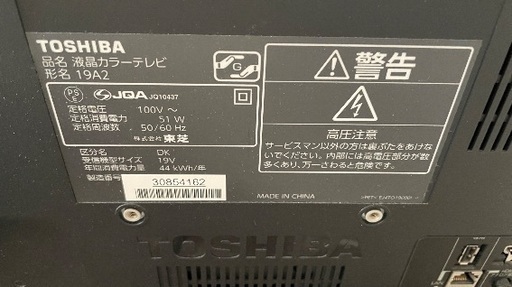 TOSHIBA
品名 液晶カラーテレビ
形名 19A2
G
PS
E
JQA JQ10437
定格電圧 100V～
定格消費電力 51 W
定格周波数 50/60 Hz
株式会社 東芝
区分名 DK
受信機型サイズ 19V
年間消費電力量 44 kWh/年
製造番号 30854162
警告
高圧注意
サービスマン以外の方は裏ぶたをあけな
いでください。内部には高電圧部分が数
多くあり、万一さわると危険です。
MADE IN CHINA
TOSHIBA
LAN